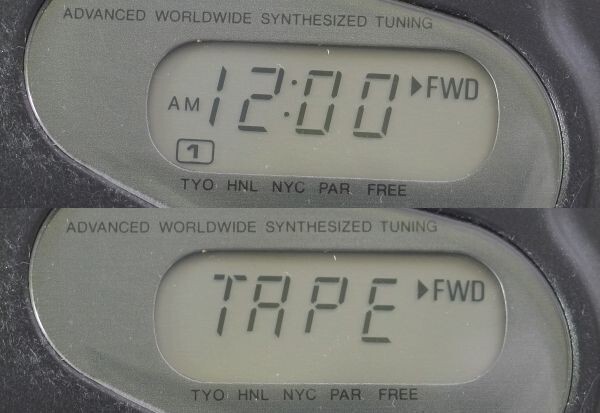 ADVANCED WORLDWIDE SYNTHESIZED TUNING
AM 12:00 ▶FWD
1
TYO HNL NYC PAR FREE
ADVANCED WORLDWIDE SYNTHESIZED TUNING
TAPE ▶FWD
TYO HNL NYC PAR FREE